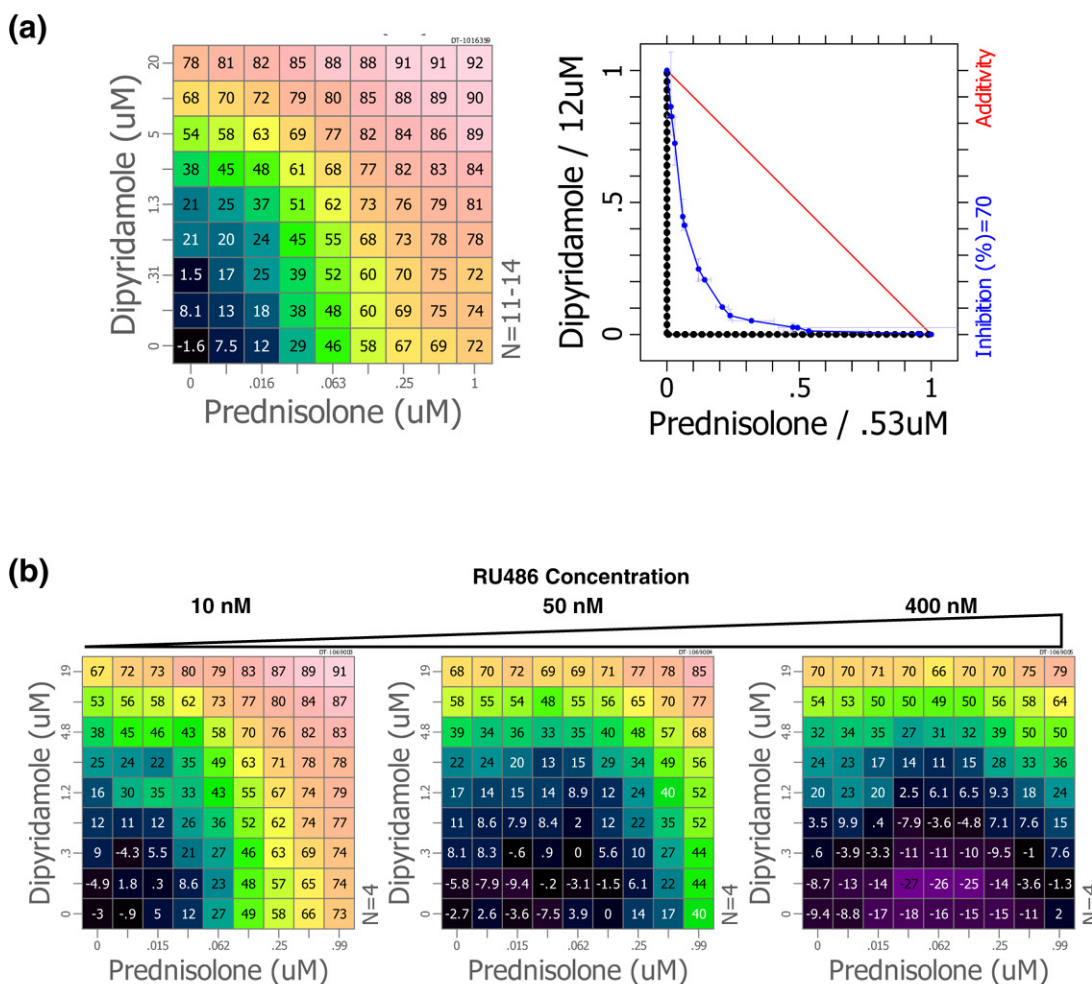 (a)
DT-1016359
20 78 81 82 85 88 88 91 91 92
68 70 72 79 80 85 88 89 90
5 54 58 63 69 77 82 84 86 89
38 45 48 61 68 77 82 83 84
1.3 21 25 37 51 62 73 76 79 81
21 20 24 45 55 68 73 78 78
.31 1.5 17 25 39 52 60 70 75 72
8.1 13 18 38 48 60 69 75 74
0 -1.6 7.5 12 29 46 58 67 69 72
0 .016 .063 .25 1
Dipyridamole (uM)
Prednisolone (uM)
N=11-14
1
.5
0
0 .5 1
Dipyridamole / 12uM
Prednisolone / .53uM
Inhibition (%)=70
Additivity
(b)
RU486 Concentration
10 nM 50 nM 400 nM
DT-1069003
19 67 72 73 80 79 83 87 89 91
53 56 58 62 73 77 80 84 87
4.8 38 45 46 43 58 70 76 82 83
25 24 22 35 49 63 71 78 78
1.2 16 30 35 33 43 55 67 74 79
12 11 12 26 36 52 62 74 77
.3 9 -4.3 5.5 21 27 46 63 69 74
-4.9 1.8 .3 8.6 23 48 57 65 74
0 -3 -.9 5 12 27 49 58 66 73
0 .015 .062 .25 .99
Dipyridamole (uM)
Prednisolone (uM)
N=4
DT-1069004
19 68 70 72 69 69 71 77 78 85
58 55 54 48 55 56 65 70 77
4.8 39 34 36 33 35 40 48 57 68
22 24 20 13 15 29 34 49 56
1.2 17 14 15 14 8.9 12 24 40 52
11 8.6 7.9 8.4 2 12 22 35 52
.3 8.1 8.3 -.6 .9 0 5.6 10 27 44
-5.8 -7.9 -9.4 -.2 -3.1 -1.5 6.1 22 44
0 -2.7 2.6 -3.6 -7.5 3.9 0 14 17 40
0 .015 .062 .25 .99
Dipyridamole (uM)
Prednisolone (uM)
N=4
DT-1069005
19 70 70 71 70 66 70 70 75 79
54 53 50 50 49 50 56 58 64
4.8 32 34 35 27 31 32 39 50 50
24 23 17 14 11 15 28 33 36
1.2 20 23 20 2.5 6.1 6.5 9.3 18 24
3.5 9.9 .4 -7.9 -3.6 -4.8 7.1 7.6 15
.3 .6 -3.9 -3.3 -11 -11 -10 -9.5 -1 7.6
-8.7 -13 -14 -27 -26 -25 -14 -3.6 -1.3
0 -9.4 -8.8 -17 -18 -16 -15 -15 -11 2
0 .015 .062 .25 .99
Dipyridamole (uM)
Prednisolone (uM)
N=4